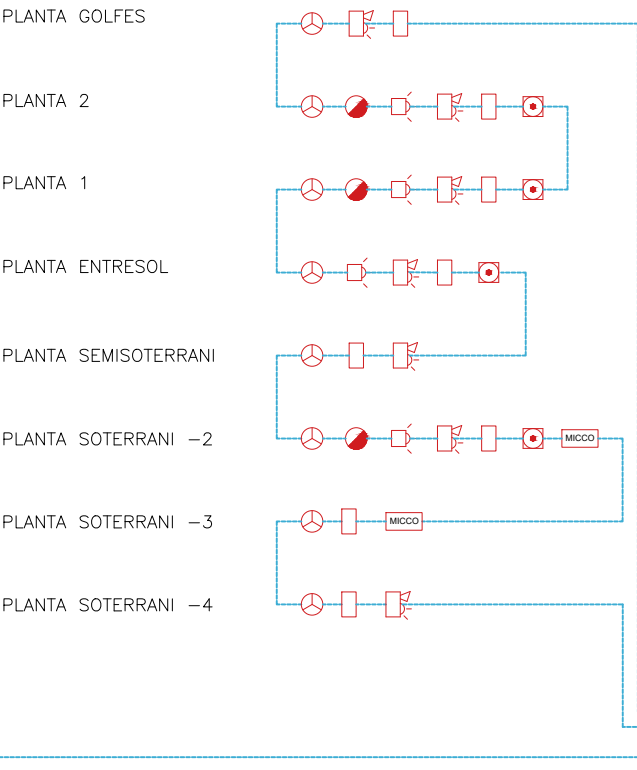 PLANTA GOLFES
PLANTA 2
PLANTA 1
PLANTA ENTRESOL
PLANTA SEMISOTERRANI
PLANTA SOTERRANI -2
MICCO
PLANTA SOTERRANI -3
MICCO
PLANTA SOTERRANI -4